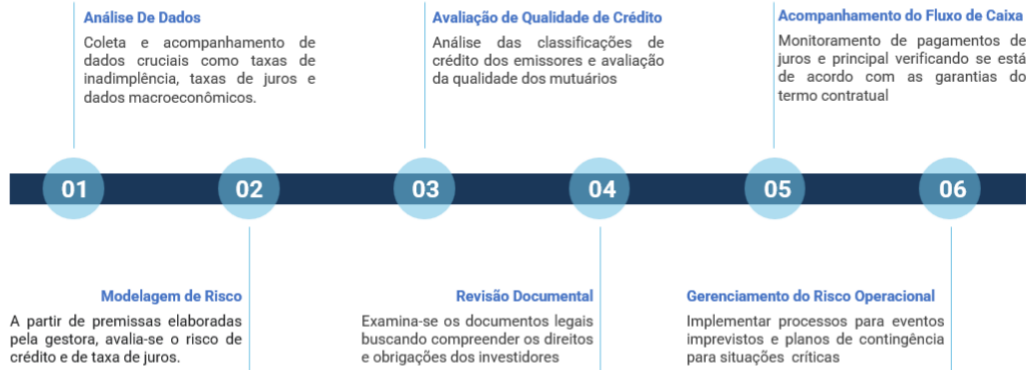 Análise De Dados
Coleta e acompanhamento de
dados cruciais como taxas de
inadimplência, taxas de juros e
dados macroeconômicos.
Avaliação de Qualidade de Crédito
Análise das classificações de
crédito dos emissores e avaliação
da qualidade dos mutuários
Acompanhamento do Fluxo de Caixa
Monitoramento de pagamentos de
juros e principal verificando se está
de acordo com as garantias do
termo contratual
01
02
03
04
05
06
Modelagem de Risco
A partir de premissas elaboradas
pela gestora, avalia-se o risco de
crédito e de taxa de juros.
Revisão Documental
Examina-se os documentos legais
buscando compreender os direitos
e obrigações dos investidores
Gerenciamento do Risco Operacional
Implementar processos para eventos
imprevistos e planos de contingência
para situações críticas